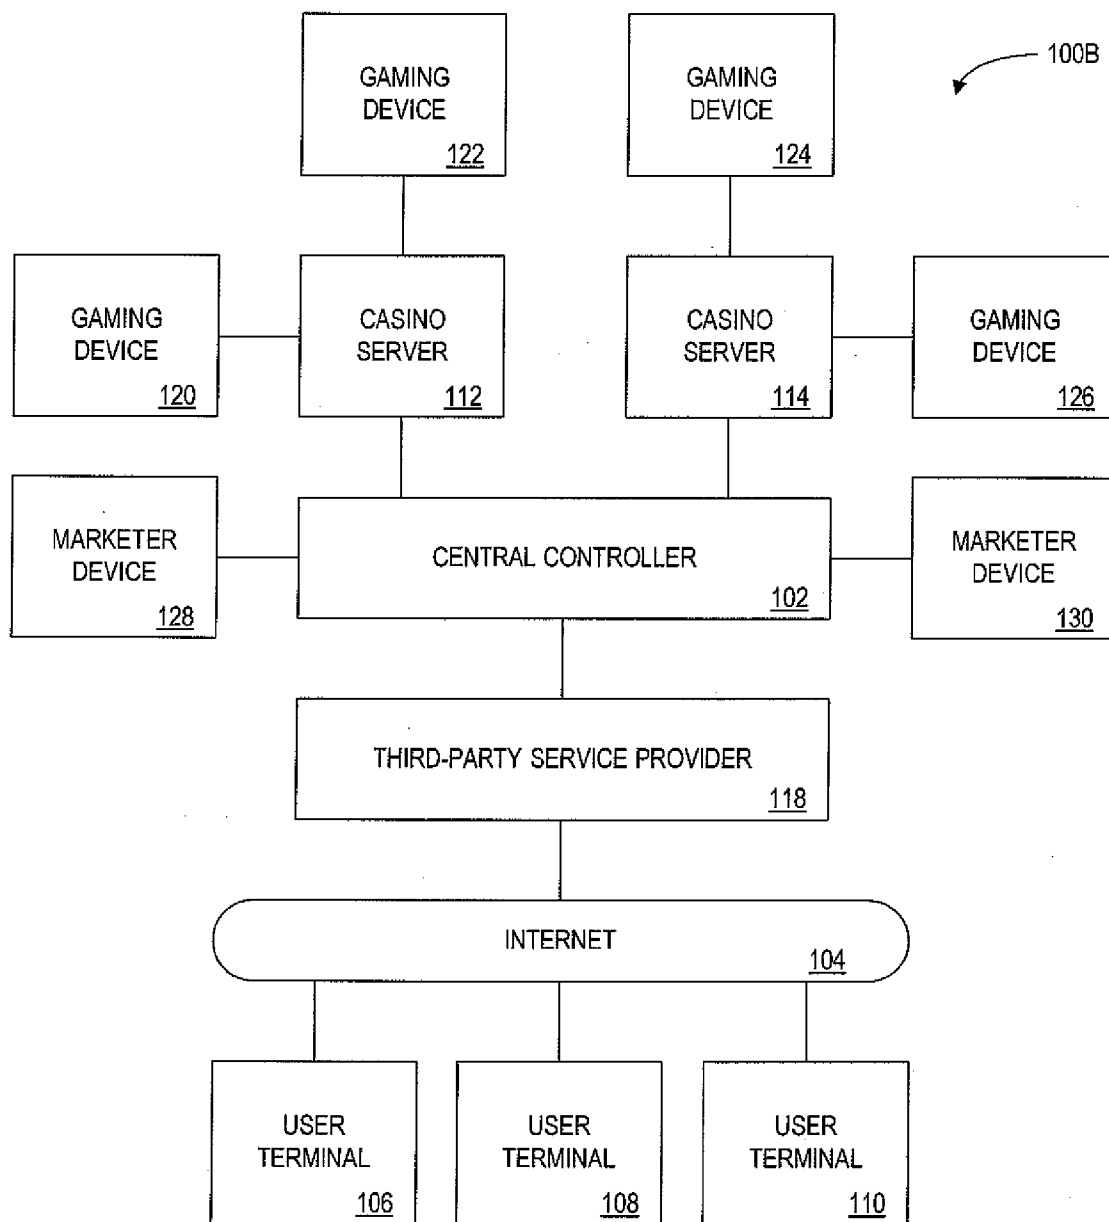 100B
GAMING
DEVICE
122
GAMING
DEVICE
124
GAMING
DEVICE
120
CASINO
SERVER
112
CASINO
SERVER
114
GAMING
DEVICE
126
MARKETER
DEVICE
128
CENTRAL CONTROLLER
102
MARKETER
DEVICE
130
THIRD-PARTY SERVICE PROVIDER
118
INTERNET
104
USER
TERMINAL
106
USER
TERMINAL
108
USER
TERMINAL
110